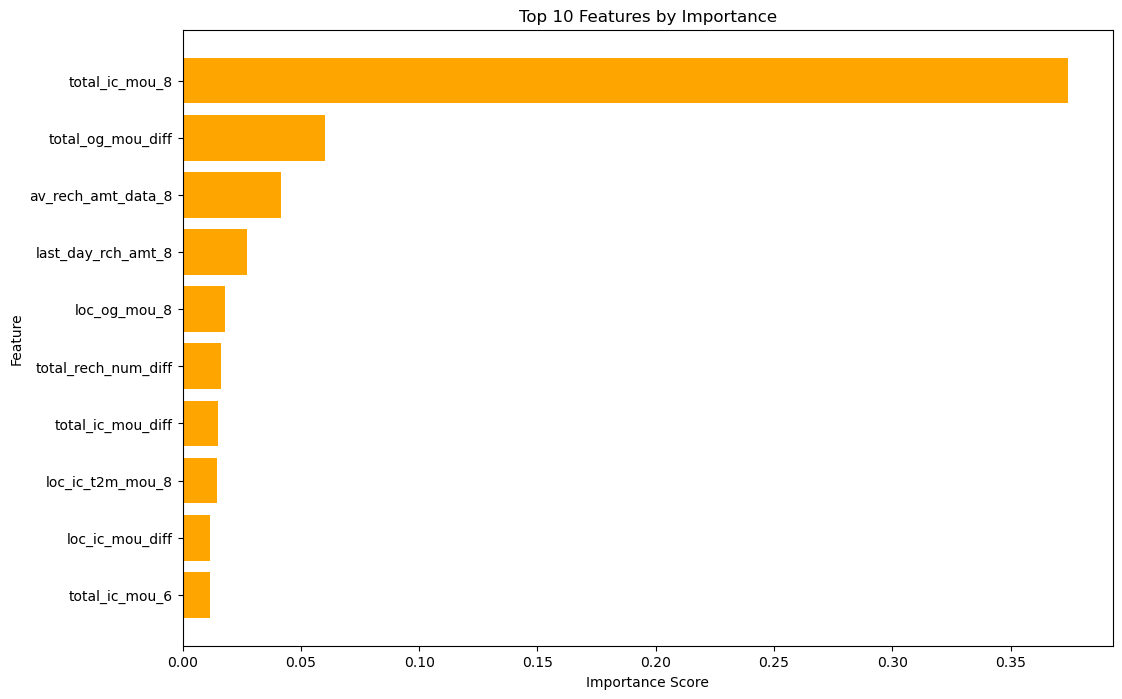 Top 10 Features by Importance
total_ic_mou_8
total_og_mou_diff
av_rech_amt_data_8
last_day_rch_amt_8
loc_og_mou_8
total_rech_num_diff
total_ic_mou_diff
loc_ic_t2m_mou_8
loc_ic_mou_diff
total_ic_mou_6
Feature
0.00 0.05 0.10 0.15 0.20 0.25 0.30 0.35
Importance Score